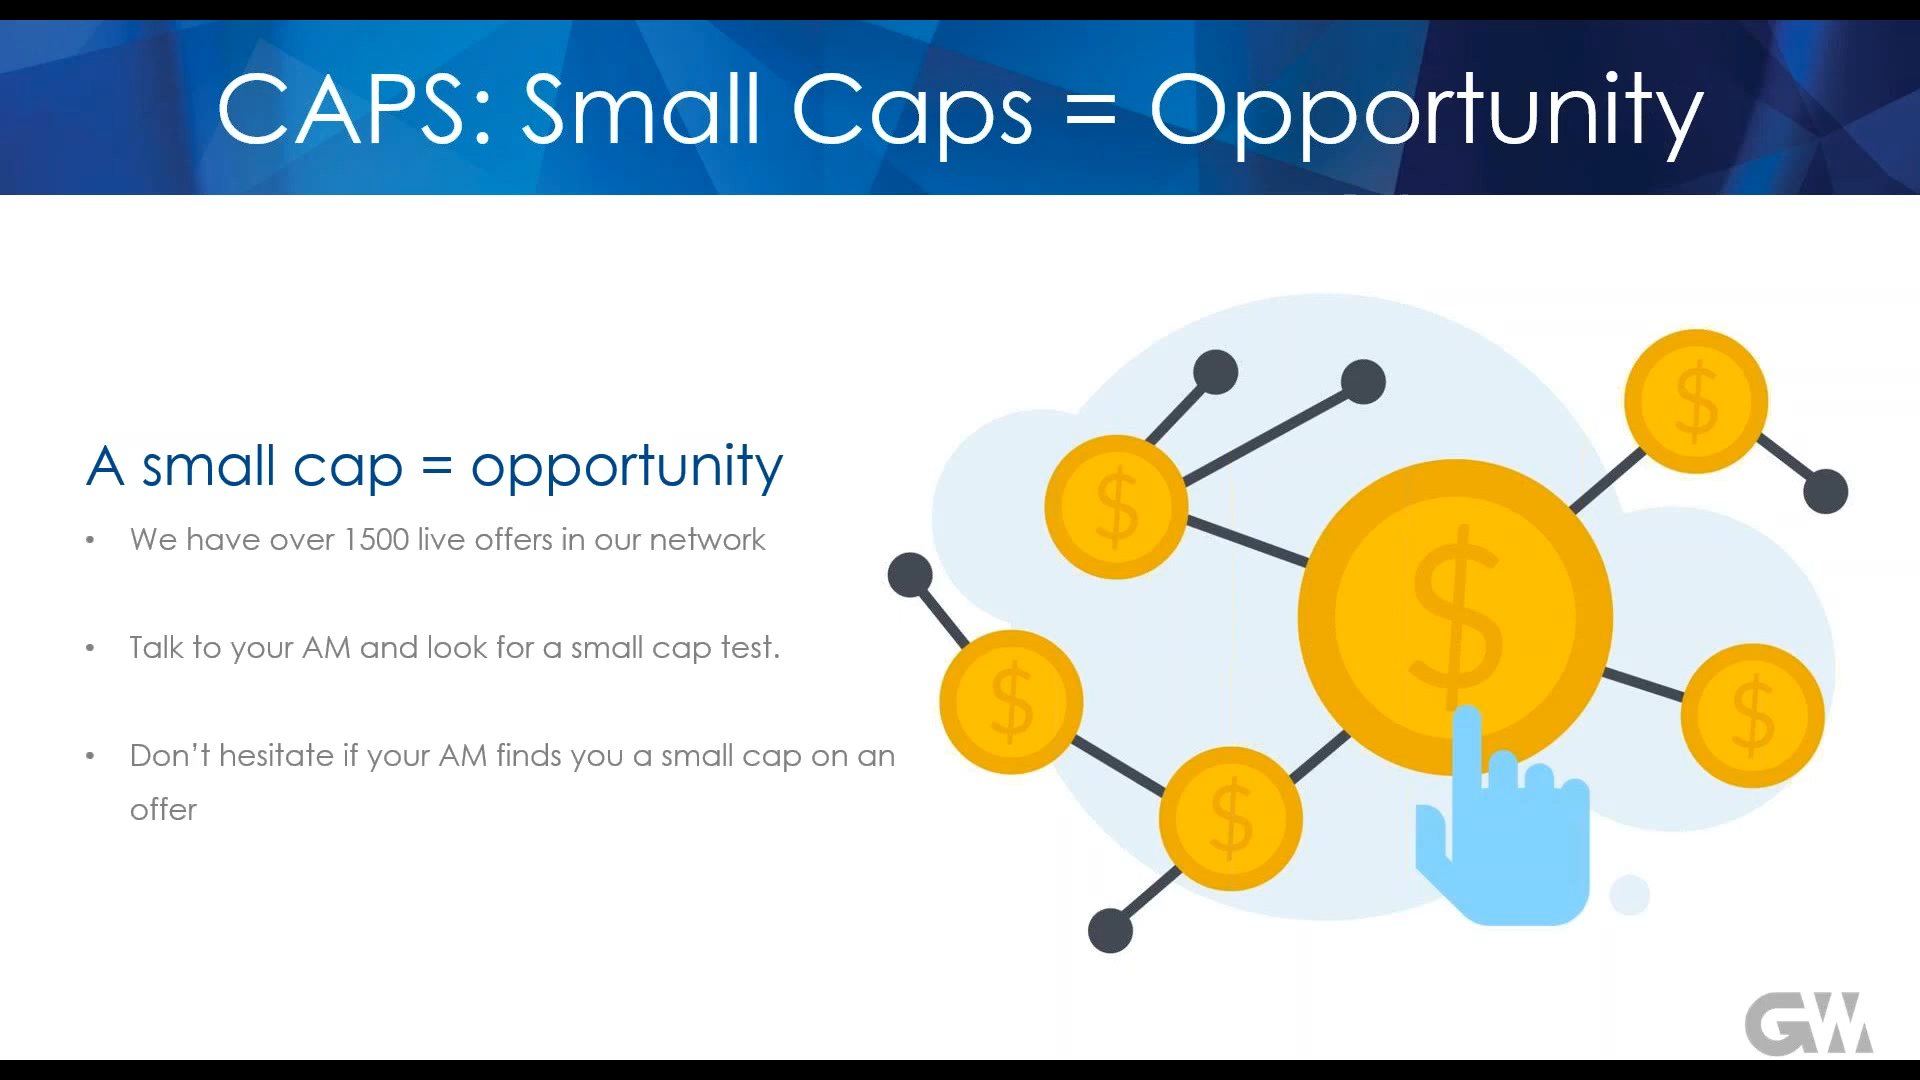 CAPS: Small Caps = Opportunity
A small cap = opportunity
• We have over 1500 live offers in our network
• Talk to your AM and look for a small cap test.
• Don’t hesitate if your AM finds you a small cap on an
offer
$
$
$
$
$
$
GW